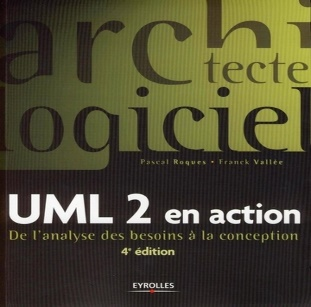 archi
tecte
logiciel
Pascal Roques • Franck Vallée
UML 2 en action
De l'analyse des besoins à la conception
4e édition
EYROLLES